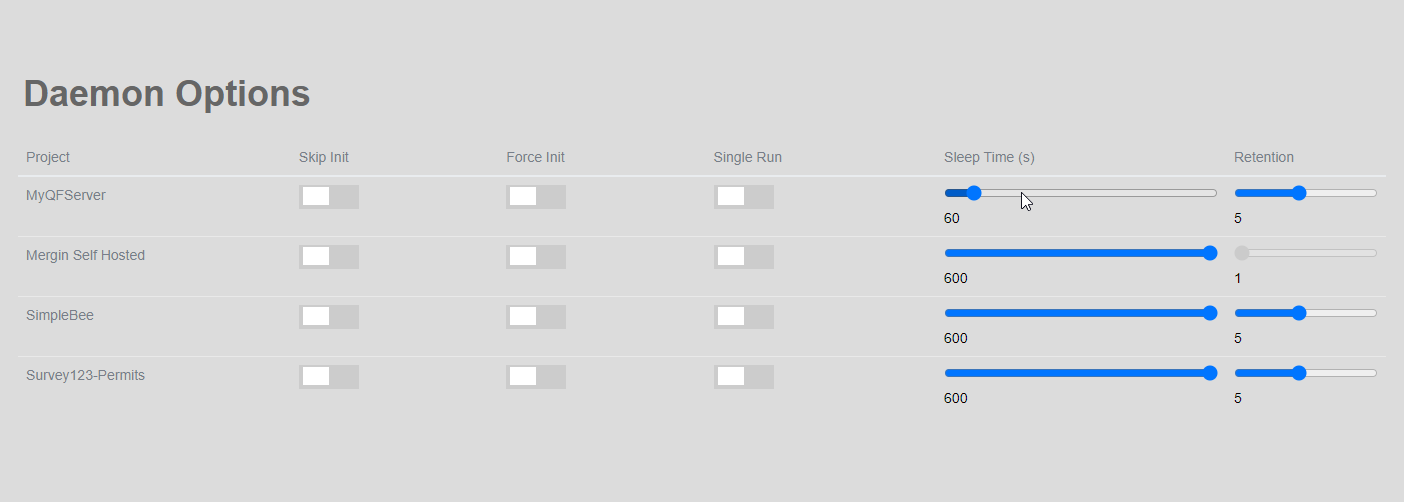 Daemon Options
Project Skip Init Force Init Single Run Sleep Time (s) Retention
MyQFServer
60 5
Mergin Self Hosted
600 1
SimpleBee
600 5
Survey123-Permits
600 5